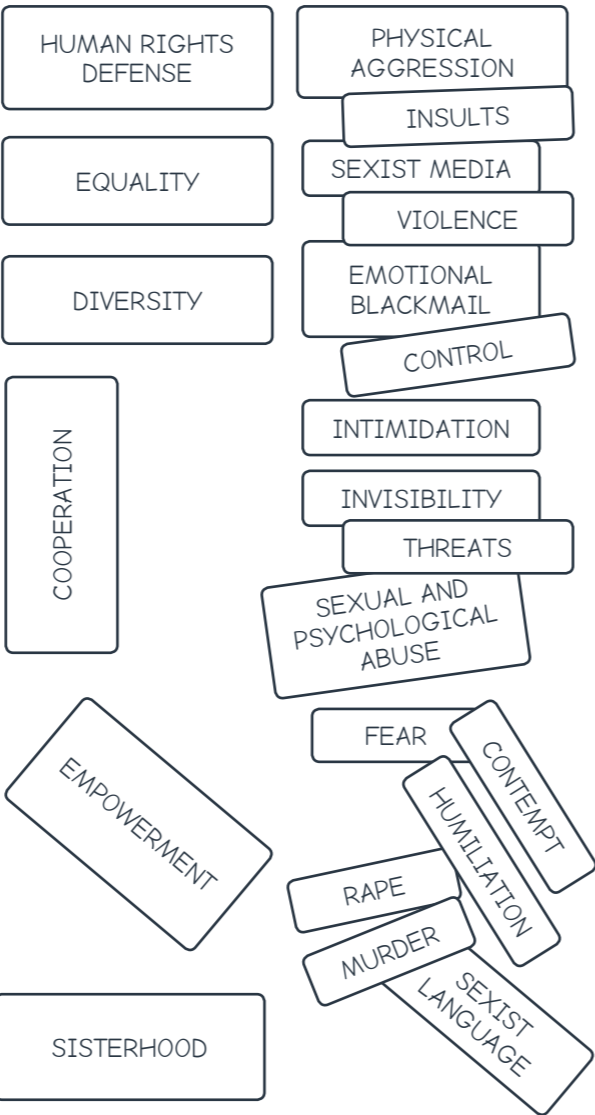 HUMAN RIGHTS
DEFENSE
EQUALITY
DIVERSITY
COOPERATION
EMPOWERMENT
SISTERHOOD
PHYSICAL
AGGRESSION
INSULTS
SEXIST MEDIA
VIOLENCE
EMOTIONAL
BLACKMAIL
CONTROL
INTIMIDATION
INVISIBILITY
THREATS
SEXUAL AND
PSYCHOLOGICAL
ABUSE
FEAR
CONTEMPT
HUMILIATION
RAPE
MURDER
SEXIST
LANGUAGE